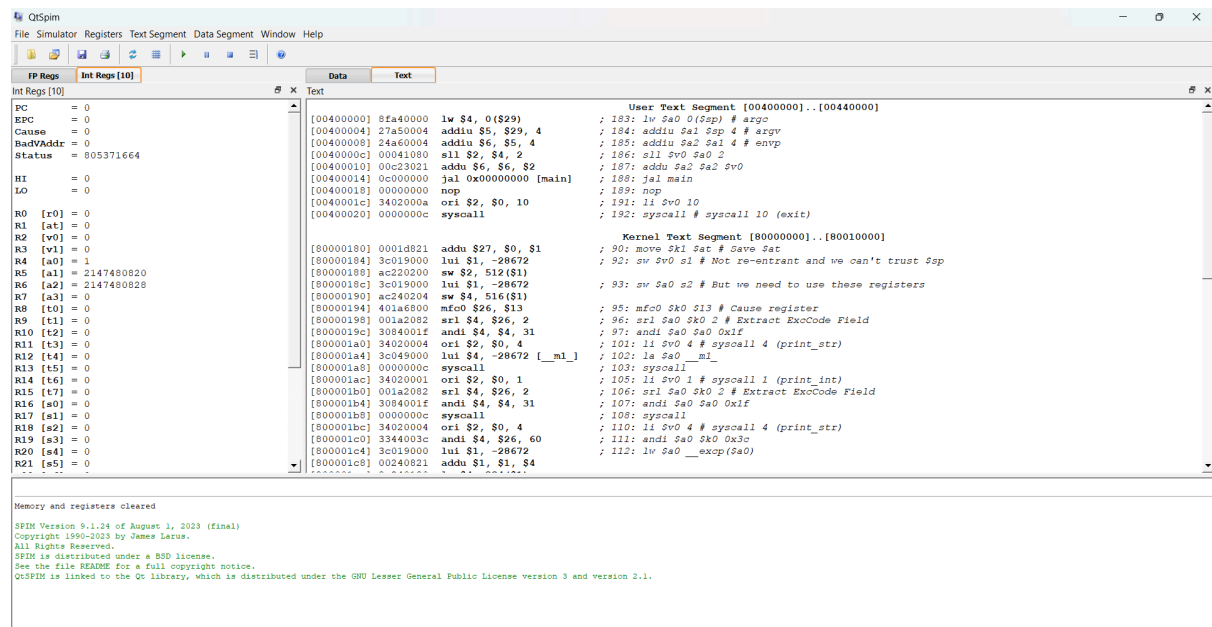 QtSpim
File Simulator Registers Text Segment Data Segment Window Help
FP Regs Int Regs [10]
Int Regs [10]
PC = 0
EPC = 0
Cause = 0
BadVAddr = 0
Status = 805371664
HI = 0
LO = 0
R0 [r0] = 0
R1 [at] = 0
R2 [v0] = 0
R3 [v1] = 0
R4 [a0] = 1
R5 [a1] = 2147480820
R6 [a2] = 2147480828
R7 [a3] = 0
R8 [t0] = 0
R9 [t1] = 0
R10 [t2] = 0
R11 [t3] = 0
R12 [t4] = 0
R13 [t5] = 0
R14 [t6] = 0
R15 [t7] = 0
R16 [s0] = 0
R17 [s1] = 0
R18 [s2] = 0
R19 [s3] = 0
R20 [s4] = 0
R21 [s5] = 0
Data Text
Text
User Text Segment [00400000]..[00440000]
[00400000] 8fa40000 lw $4, 0($29) ; 183: lw $a0 0($sp) # argc
[00400004] 27a50004 addiu $5, $29, 4 ; 184: addiu $a1 $sp 4 # argv
[00400008] 24a60004 addiu $6, $5, 4 ; 185: addiu $a2 $a1 4 # envp
[0040000c] 00041080 sll $2, $4, 2 ; 186: sll $v0 $a0 2
[00400010] 00c23021 addu $6, $6, $2 ; 187: addu $a2 $a2 $v0
[00400014] 0c000000 jal 0x00000000 [main] ; 188: jal main
[00400018] 00000000 nop ; 189: nop
[0040001c] 3402000a ori $2, $0, 10 ; 191: li $v0 10
[00400020] 0000000c syscall ; 192: syscall # syscall 10 (exit)
Kernel Text Segment [80000000]..[80010000]
[80000180] 0001d821 addu $27, $0, $1 ; 90: move $k1 $at # Save $at
[80000184] 3c019000 lui $1, -28672 ; 92: sw $v0 s1 # Not re-entrant and we can't trust $sp
[80000188] ac220200 sw $2, 512($1)
[8000018c] 3c019000 lui $1, -28672 ; 93: sw $a0 s2 # But we need to use these registers
[80000190] ac240204 sw $4, 516($1)
[80000194] 401a6800 mfc0 $26, $13 ; 95: mfc0 $k0 $13 # Cause register
[80000198] 001a2082 srl $4, $26, 2 ; 96: srl $a0 $k0 2 # Extract ExcCode Field
[8000019c] 3084001f andi $4, $4, 31 ; 97: andi $a0 $a0 0x1f
[800001a0] 34020004 ori $2, $0, 4 ; 101: li $v0 4 # syscall 4 (print_str)
[800001a4] 3c049000 lui $4, -28672 [__m1_] ; 102: la $a0 __m1_
[800001a8] 0000000c syscall ; 103: syscall
[800001ac] 34020001 ori $2, $0, 1 ; 105: li $v0 1 # syscall 1 (print_int)
[800001b0] 001a2082 srl $4, $26, 2 ; 106: srl $a0 $k0 2 # Extract ExcCode Field
[800001b4] 3084001f andi $4, $4, 31 ; 107: andi $a0 $a0 0x1f
[800001b8] 0000000c syscall ; 108: syscall
[800001bc] 34020004 ori $2, $0, 4 ; 110: li $v0 4 # syscall 4 (print_str)
[800001c0] 3344003c andi $4, $26, 60 ; 111: andi $a0 $k0 0x3c
[800001c4] 3c019000 lui $1, -28672 ; 112: lw $a0 __excp($a0)
[800001c8] 00240821 addu $1, $1, $4
Memory and registers cleared
SPIM Version 9.1.24 of August 1, 2023 (final)
Copyright 1990-2023 by James Larus.
All Rights Reserved.
SPIM is distributed under a BSD license.
See the file README for a full copyright notice.
QtSPIM is linked to the Qt library, which is distributed under the GNU Lesser General Public License version 3 and version 2.1.